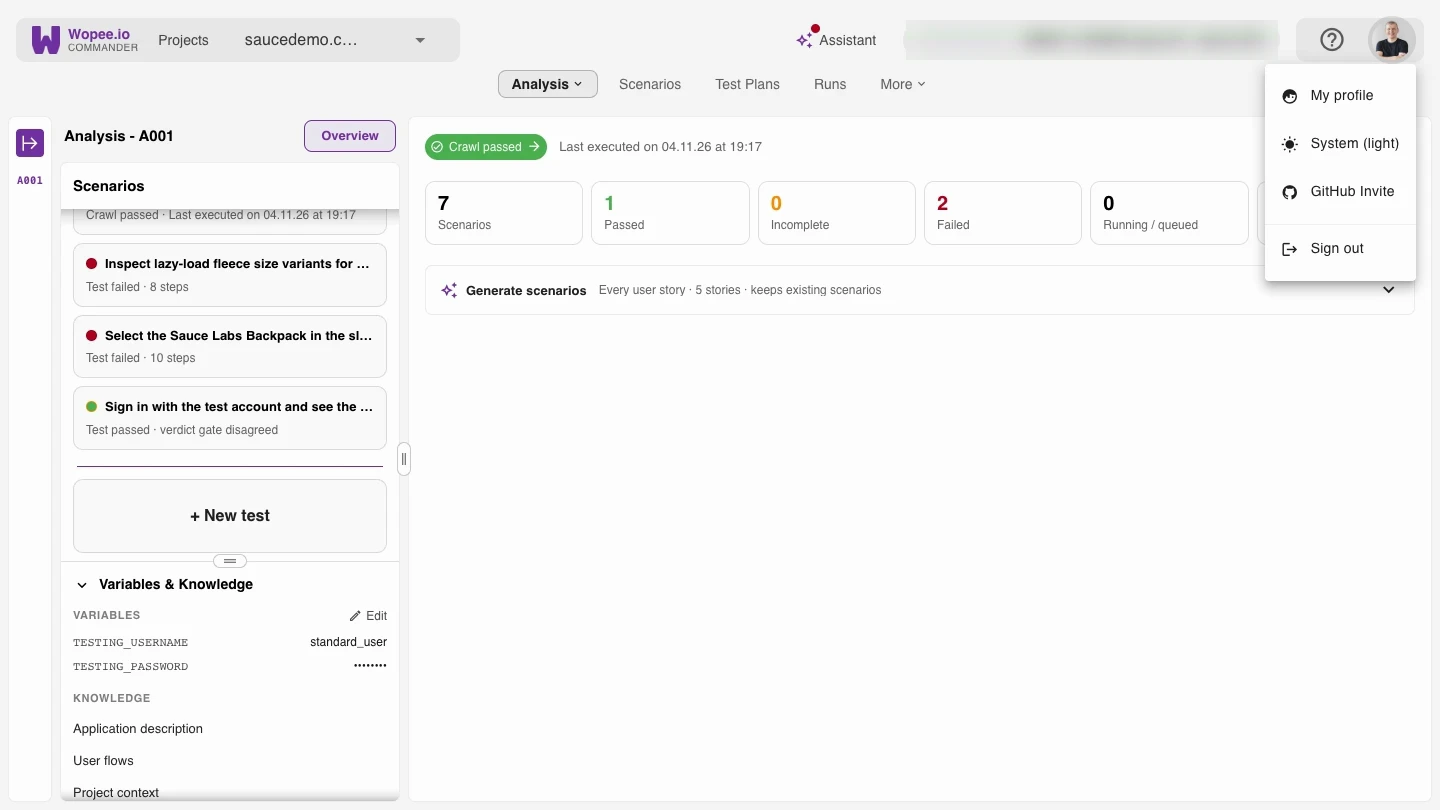 Wopee.io
COMMANDER
Projects
saucedemo.c...
Assistant
Analysis
Scenarios
Test Plans
Runs
More
My profile
System (light)
GitHub Invite
Sign out
A001
Analysis - A001
Overview
Scenarios
Crawl passed · Last executed on 04.11.26 at 19:17
Inspect lazy-load fleece size variants for ...
Test failed · 8 steps
Select the Sauce Labs Backpack in the sl...
Test failed · 10 steps
Sign in with the test account and see the ...
Test passed · verdict gate disagreed
+ New test
Variables & Knowledge
VARIABLES
Edit
TESTING_USERNAME standard_user
TESTING_PASSWORD ••••••••
KNOWLEDGE
Application description
User flows
Project context
Crawl passed
Last executed on 04.11.26 at 19:17
7
Scenarios
1
Passed
0
Incomplete
2
Failed
0
Running / queued
Generate scenarios Every user story · 5 stories · keeps existing scenarios